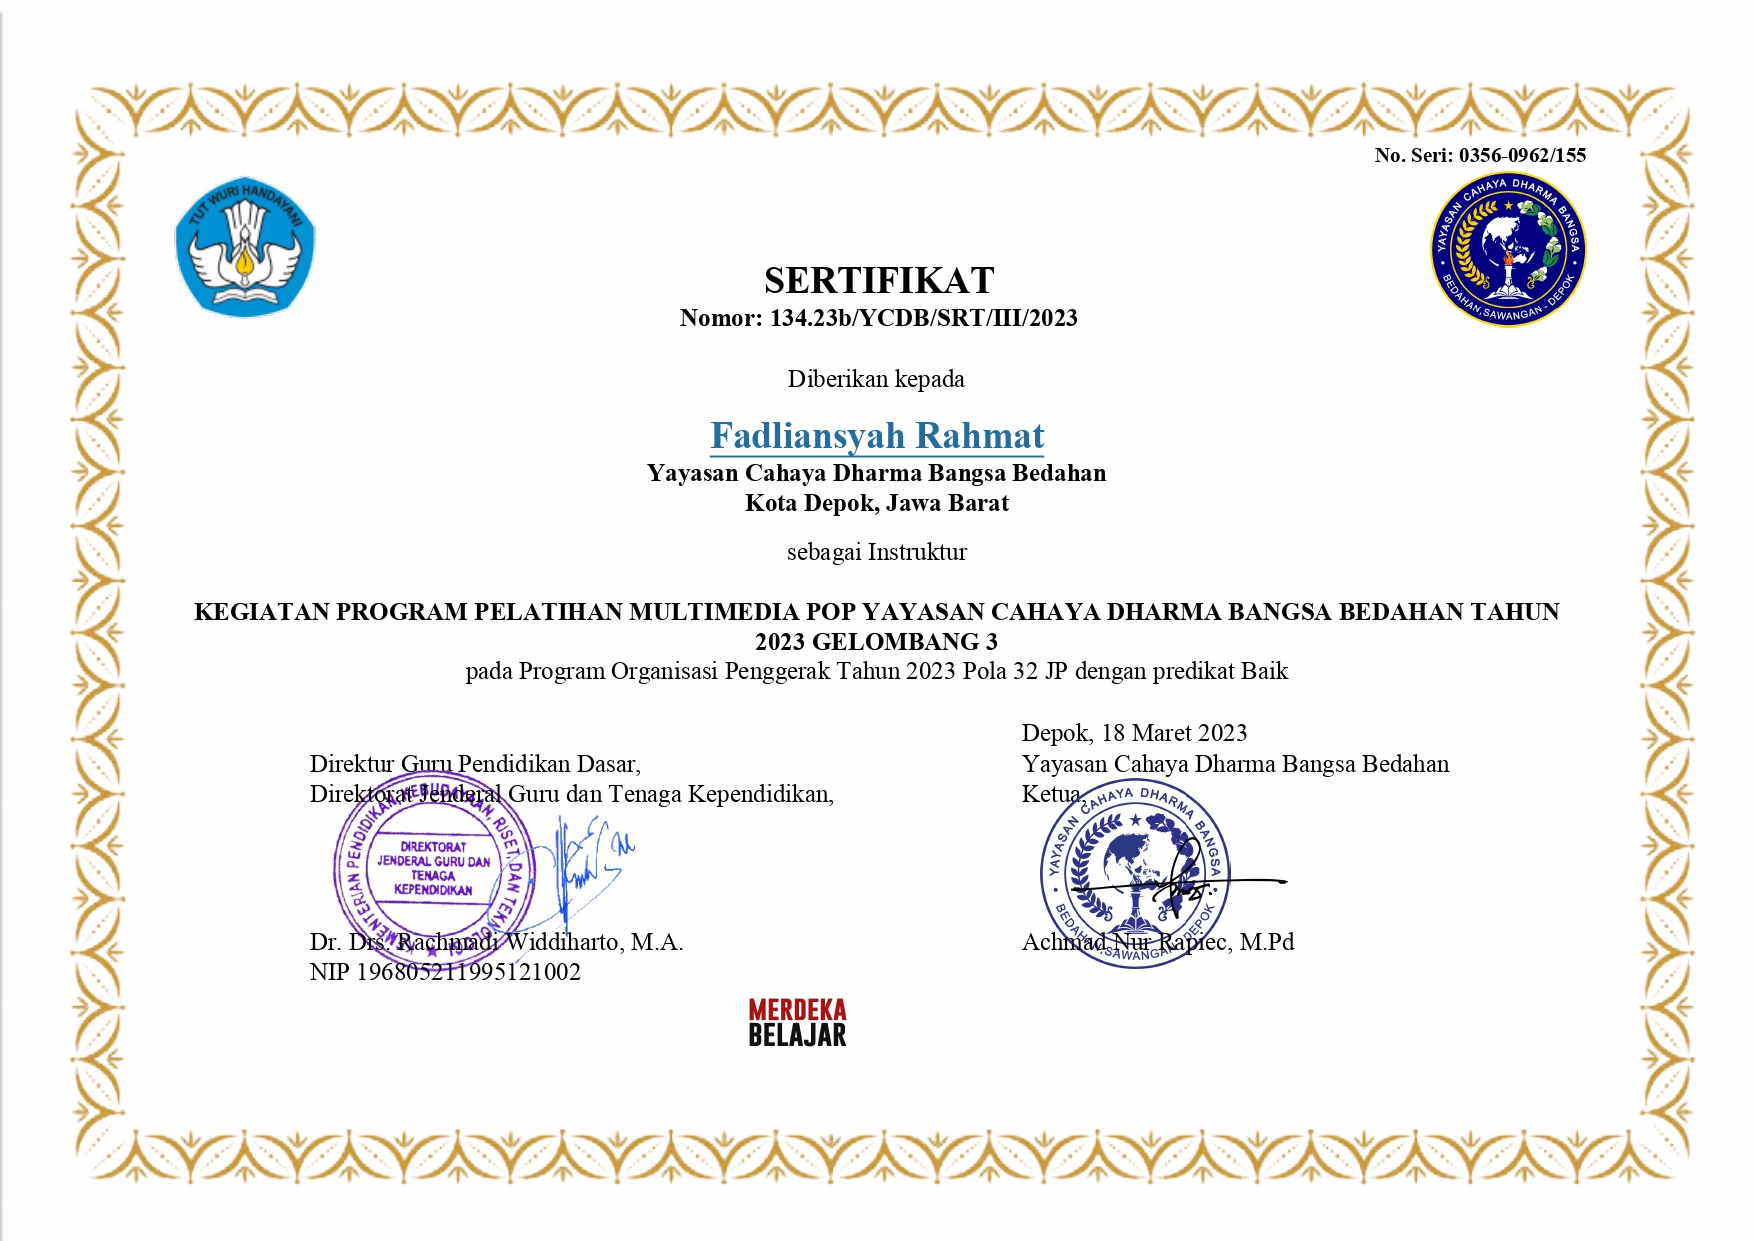 No. Seri: 0356-0962/155
TUT WURI HANDAYANI
YAYASAN CAHAYA DHARMA BANGSA
BEDAHAN, SAWANGAN - DEPOK
SERTIFIKAT
Nomor: 134.23b/YCDB/SRT/III/2023
Diberikan kepada
Fadliansyah Rahmat
Yayasan Cahaya Dharma Bangsa Bedahan
Kota Depok, Jawa Barat
sebagai Instruktur
KEGIATAN PROGRAM PELATIHAN MULTIMEDIA POP YAYASAN CAHAYA DHARMA BANGSA BEDAHAN TAHUN
2023 GELOMBANG 3
pada Program Organisasi Penggerak Tahun 2023 Pola 32 JP dengan predikat Baik
Direktur Guru Pendidikan Dasar,
Direktorat Jenderal Guru dan Tenaga Kependidikan,
KEMENTERIAN PENDIDIKAN, KEBUDAYAAN, RISET, DAN TEKNOLOGI
DIREKTORAT
JENDERAL GURU DAN
TENAGA
KEPENDIDIKAN
Dr. Drs. Rachmadi Widdiharto, M.A.
NIP 196805211995121002
Depok, 18 Maret 2023
Yayasan Cahaya Dharma Bangsa Bedahan
Ketua,
YAYASAN CAHAYA DHARMA BANGSA
BEDAHAN, SAWANGAN - DEPOK
Achmad Nur Rapiec, M.Pd
MERDEKA
BELAJAR